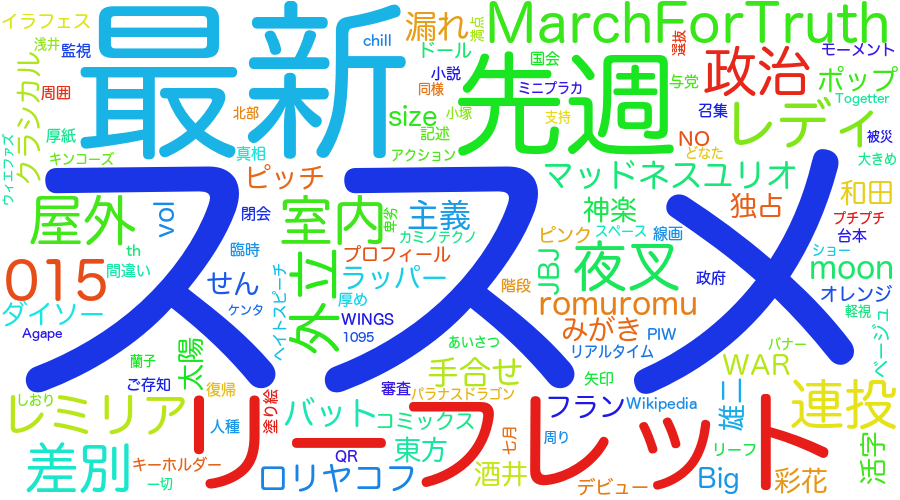 イラフェス
最新
漏れ
chill
満点
MarchForTruth
選抜
浅井
監視
ドール
国会
政治
モーメント
クラシカル
周囲
小説
ミニプラカ
与党
ポップ
同様
先週
Togetter
size
小塚
支持
召集
レディ
ウィエファズ
厚紙
北部
記述
NO
被災
キンコーズ
真相
アクション
どなた
大きめ
ススメ
ピッチ
マッドネスユリオ
和田
屋外
vol
閉会
室内
卑劣
主義
神楽
独占
プチプチ
th
臨時
カミノテクノ
ピンク
スペース
線画
台本
015
間違い
せん
ヘイトスピーチ
外立
プロフィール
ラッパー
JBJ
夜叉
ショー
政府
moon
ダイソー
ケンタ
厚め
WINGS
階段
romuromu
オレンジ
Agape
太陽
1095
みがき
PIW
バナー
軽視
ページュ
蘭子
あいさつ
リアルタイム
ご存知
復帰
審査
手合せ
矢印
WAR
しおり
パラナスドラゴン
レミリア
リーフレット
人種
塗り絵
バット
コミックス
フラン
Wikipedia
雄二
連投
差別
キーホルダー
QR
東方
七月
周り
リーフ
活字
一切
ロリヤコフ
酒井
デビュー
Big
彩花